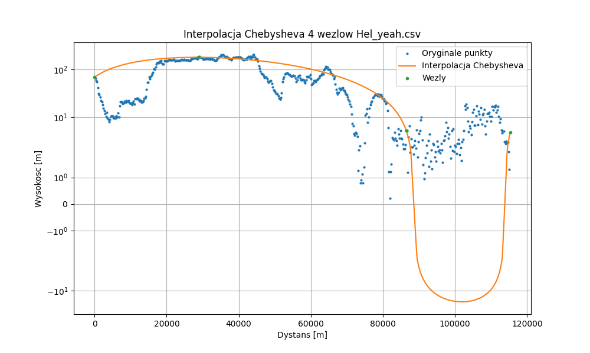 Interpolacja Chebysheva 4 wezlow Hel_yeah.csv
Oryginalne punkty
Interpolacja Chebysheva
Wezly
Wysokosc [m]
10²
10¹
10⁰
0
−10⁰
−10¹
0 20000 40000 60000 80000 100000 120000
Dystans [m]